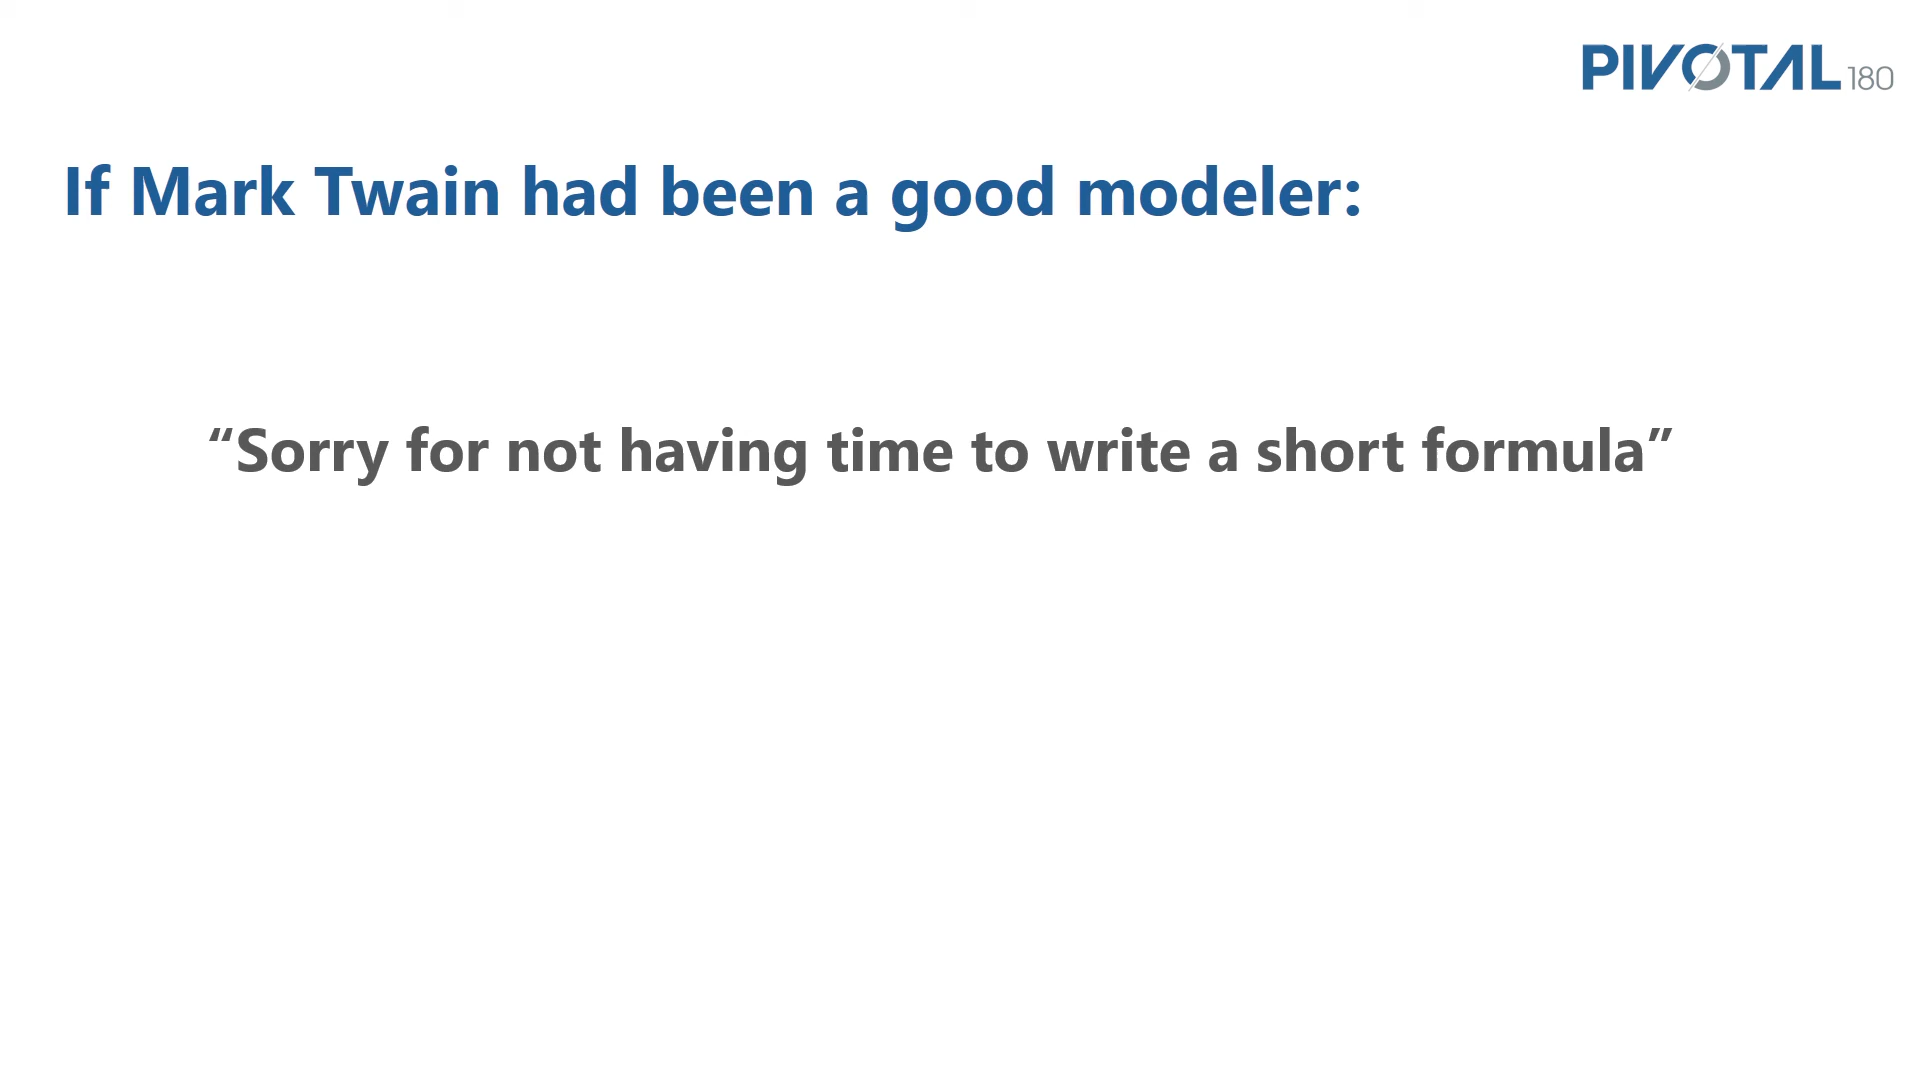 PIVOTAL 180
If Mark Twain had been a good modeler:
“Sorry for not having time to write a short formula”